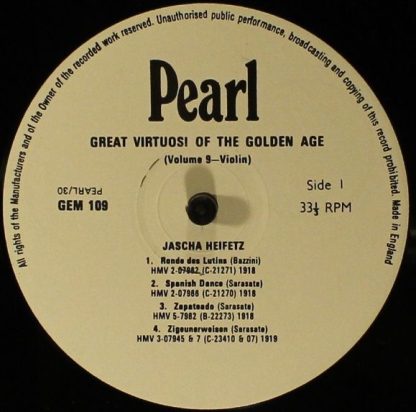 All rights of the Manufacturers and of the Owner of the recorded work reserved. Unauthorised public performance, broadcasting and copying of this record prohibited. Made in England
Pearl
GREAT VIRTUOSI OF THE GOLDEN AGE
(Volume 9—Violin)
PEARL/30
GEM 109
Side 1
33⅓ RPM
JASCHA HEIFETZ
1. Ronde des Lutins (Bazzini)
HMV 2-07962 (C-21271) 1918
2. Spanish Dance (Sarasate)
HMV 2-07966 (C-21270) 1918
3. Zapateado (Sarasate)
HMV 5-7982 (B-22273) 1918
4. Zigeunerweisen (Sarasate)
HMV 3-07945 & 7 (C-23410 & 07) 1919